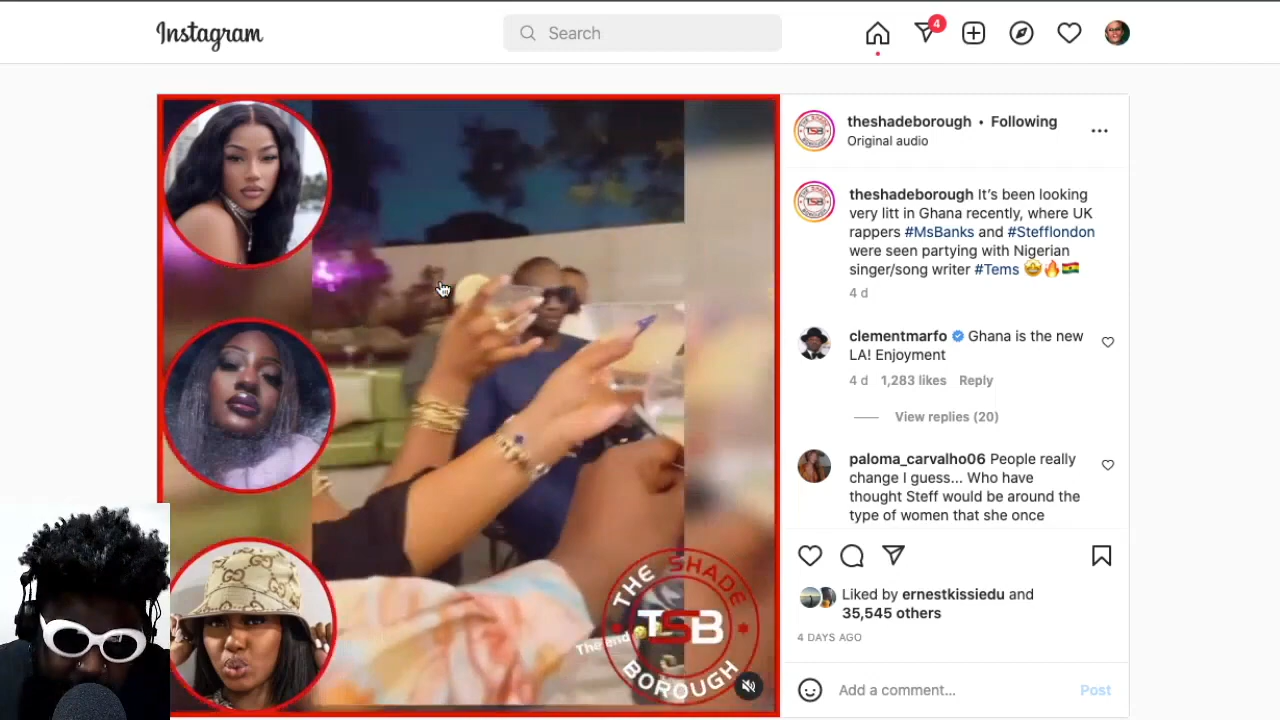 Instagram
Search
4
theshadeborough • Following
Original audio
theshadeborough It's been looking
very litt in Ghana recently, where UK
rappers #MsBanks and #Stefflondon
were seen partying with Nigerian
singer/song writer #Tems 🤩🔥🇬🇭
4 d
clementmarfo Ghana is the new
LA! Enjoyment
4 d 1,283 likes Reply
View replies (20)
paloma_carvalho06 People really
change I guess... Who have
thought Steff would be around the
type of women that she once
Liked by ernestkissiedu and
35,545 others
4 DAYS AGO
Add a comment...
Post
TSB
The end
THE SHADE
TSB
BOROUGH